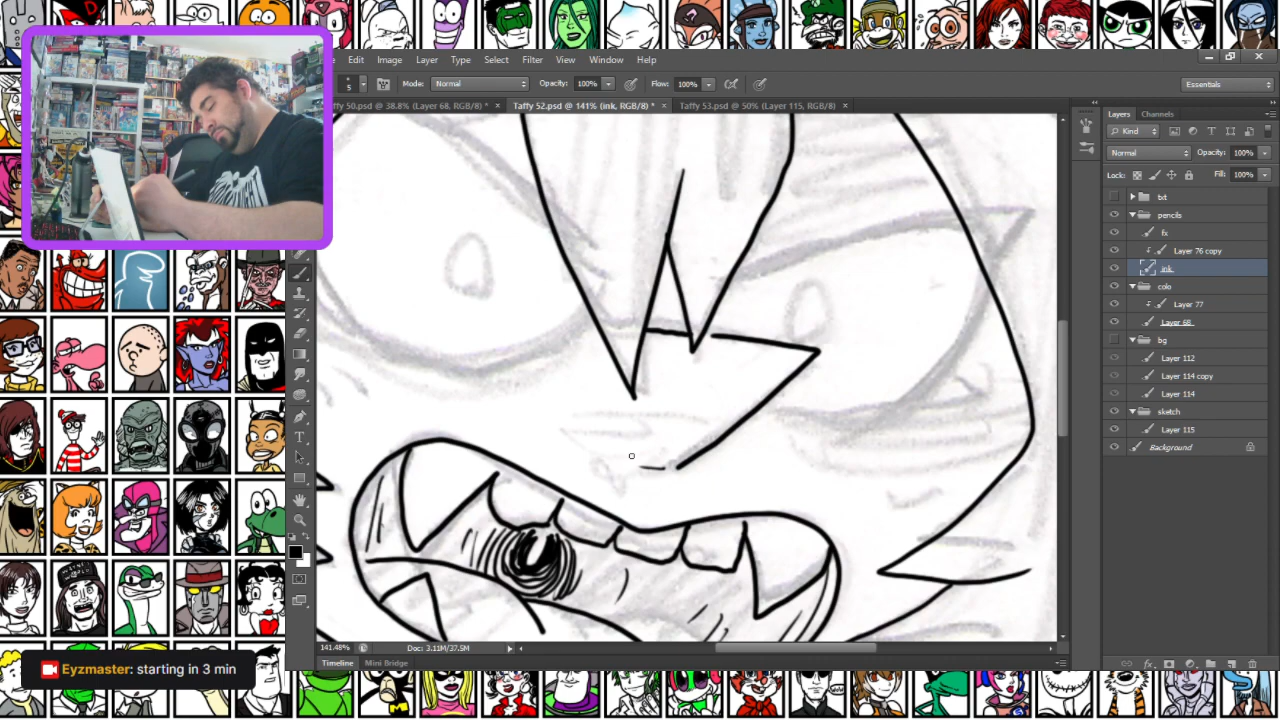 Edit Image Layer Type Select Filter View Window Help
5 Mode: Normal Opacity: 100% Flow: 100% Essentials
ffy 50.psd @ 38.8% (Layer 68, RGB/8) * × Taffy 52.psd @ 141% (ink, RGB/8) * × Taffy 53.psd @ 50% (Layer 115, RGB/8) ×
Layers Channels
Kind
Normal Opacity: 100%
Lock: Fill: 100%
txt
pencils
fx
Layer 76 copy
ink
colo
Layer 77
Layer 68
bg
Layer 112
Layer 114 copy
Layer 114
sketch
Layer 115
Background
141.48% Doc: 3.11M/37.5M
Timeline Mini Bridge
Eyzmaster: starting in 3 min